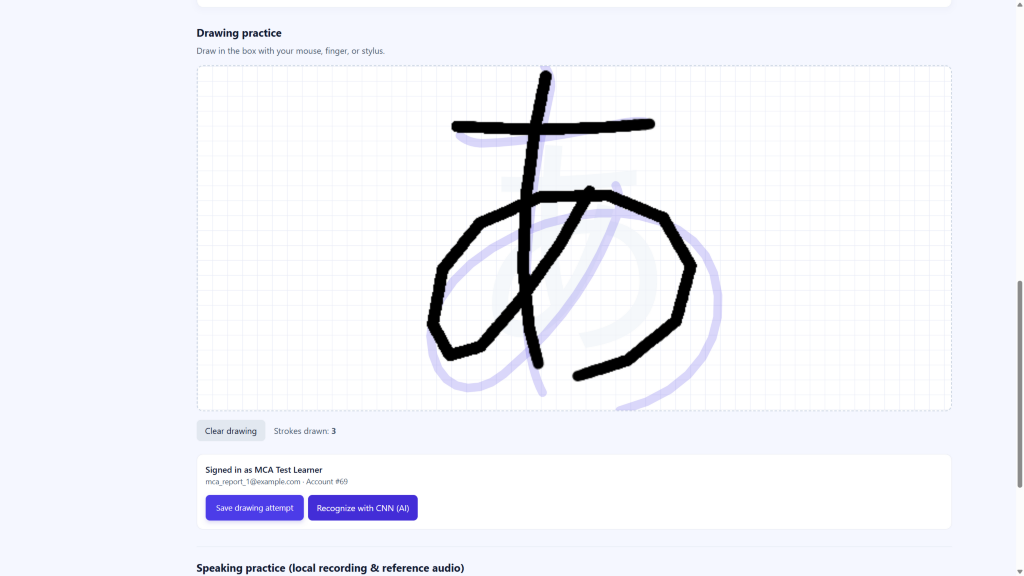 Drawing practice
Draw in the box with your mouse, finger, or stylus.
あ
Clear drawing Strokes drawn: 3
Signed in as MCA Test Learner
mca_report_1@example.com · Account #69
Save drawing attempt Recognize with CNN (AI)
Speaking practice (local recording & reference audio)